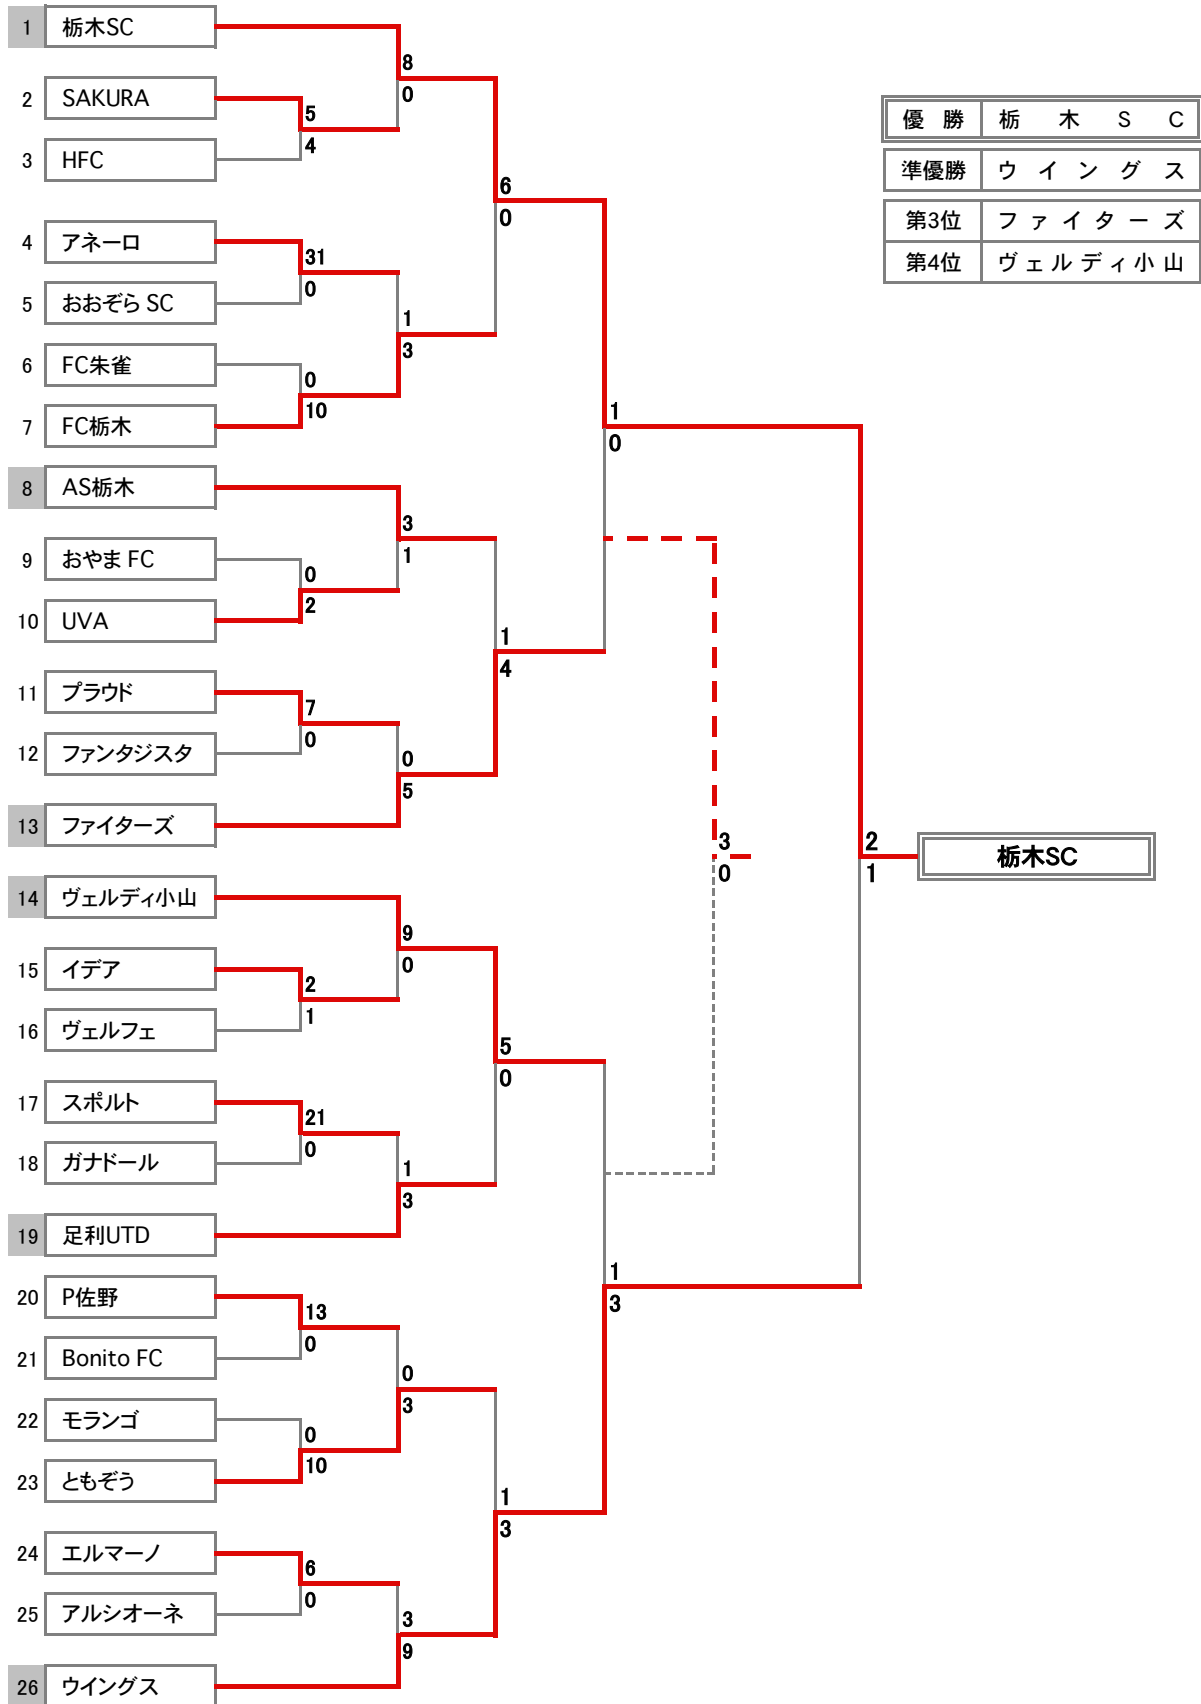 1 栃木SC
2 SAKURA
3 HFC
4 アネーロ
5 おおぞら SC
6 FC朱雀
7 FC栃木
8 AS栃木
9 おやま FC
10 UVA
11 プラウド
12 ファンタジスタ
13 ファイターズ
14 ヴェルディ小山
15 イデア
16 ヴェルフェ
17 スポルト
18 ガナドール
19 足利UTD
20 P佐野
21 Bonito FC
22 モランゴ
23 ともぞう
24 エルマーノ
25 アルシオーネ
26 ウイングス
5
4
31
0
0
10
0
2
7
0
2
1
21
0
13
0
0
10
6
0
8
0
1
3
3
1
0
5
9
0
1
3
0
3
3
9
6
0
1
4
5
0
1
3
1
0
1
3
3
0
2
1
栃木SC
優 勝 栃 木 S C
準優勝 ウ イ ン グ ス
第3位 フ ァ イ タ ー ズ
第4位 ヴ ェ ル デ ィ 小 山